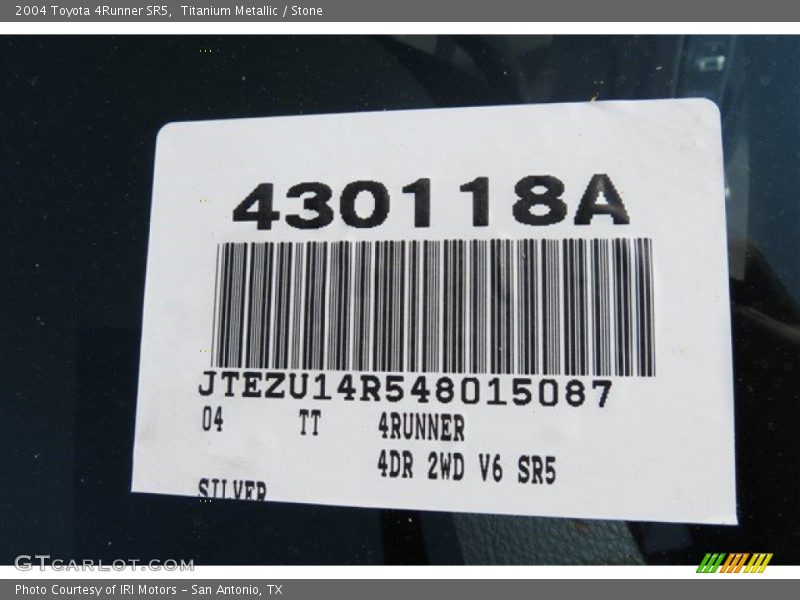 2004 Toyota 4Runner SR5,  Titanium Metallic / Stone
430118A
JTEZU14R548015087
04 TT 4RUNNER
4DR 2WD V6 SR5
SILVER
GTcarlot.com
Photo Courtesy of IRI Motors - San Antonio, TX